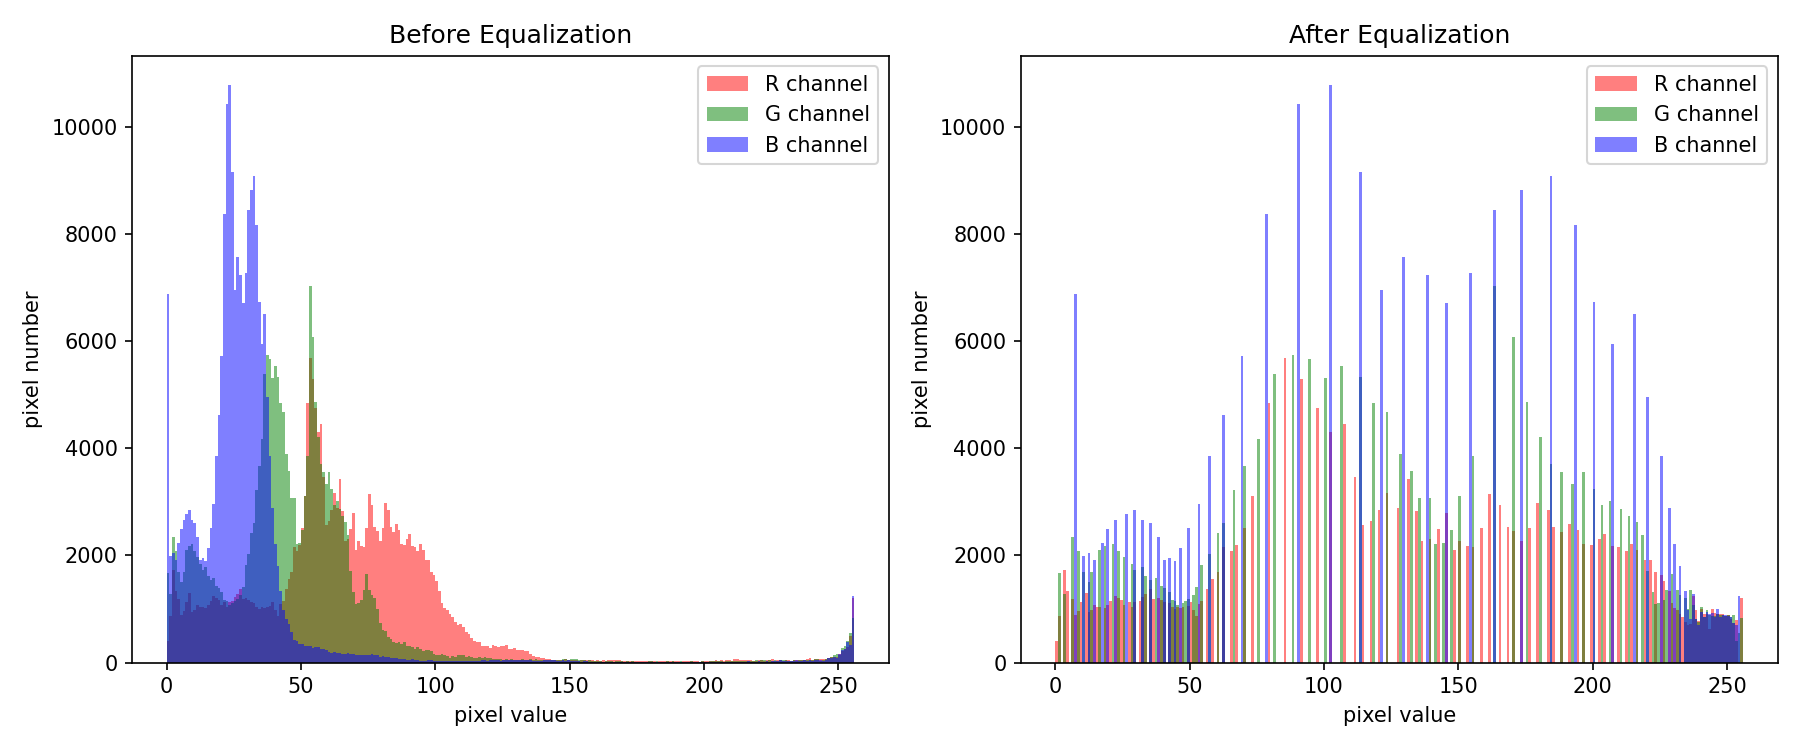 Before Equalization
R channel
G channel
B channel
10000
8000
6000
4000
2000
0
pixel number
0 50 100 150 200 250
pixel value
After Equalization
R channel
G channel
B channel
10000
8000
6000
4000
2000
0
pixel number
0 50 100 150 200 250
pixel value